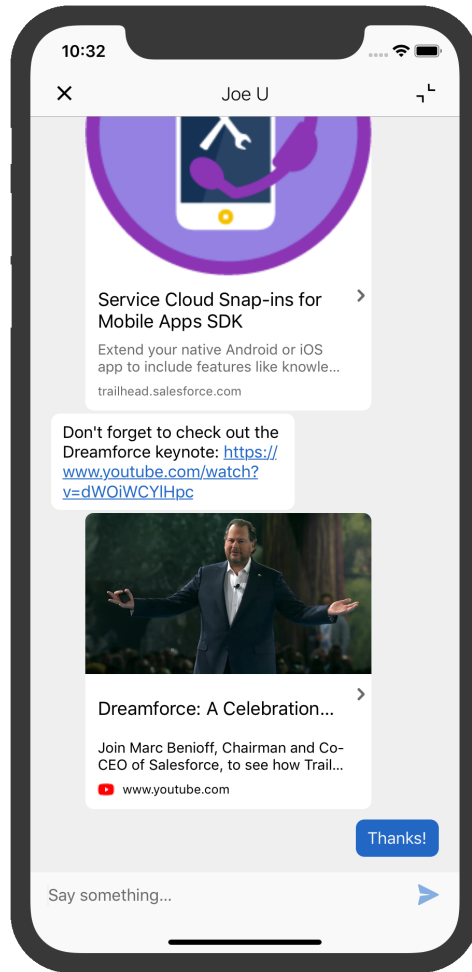 10:32
Joe U
Service Cloud Snap-ins for
Mobile Apps SDK
Extend your native Android or iOS
app to include features like knowle...
trailhead.salesforce.com
Don't forget to check out the
Dreamforce keynote: https://
www.youtube.com/watch?
v=dWOiWCYlHpc
Dreamforce: A Celebration...
Join Marc Benioff, Chairman and Co-
CEO of Salesforce, to see how Trail...
www.youtube.com
Thanks!
Say something...